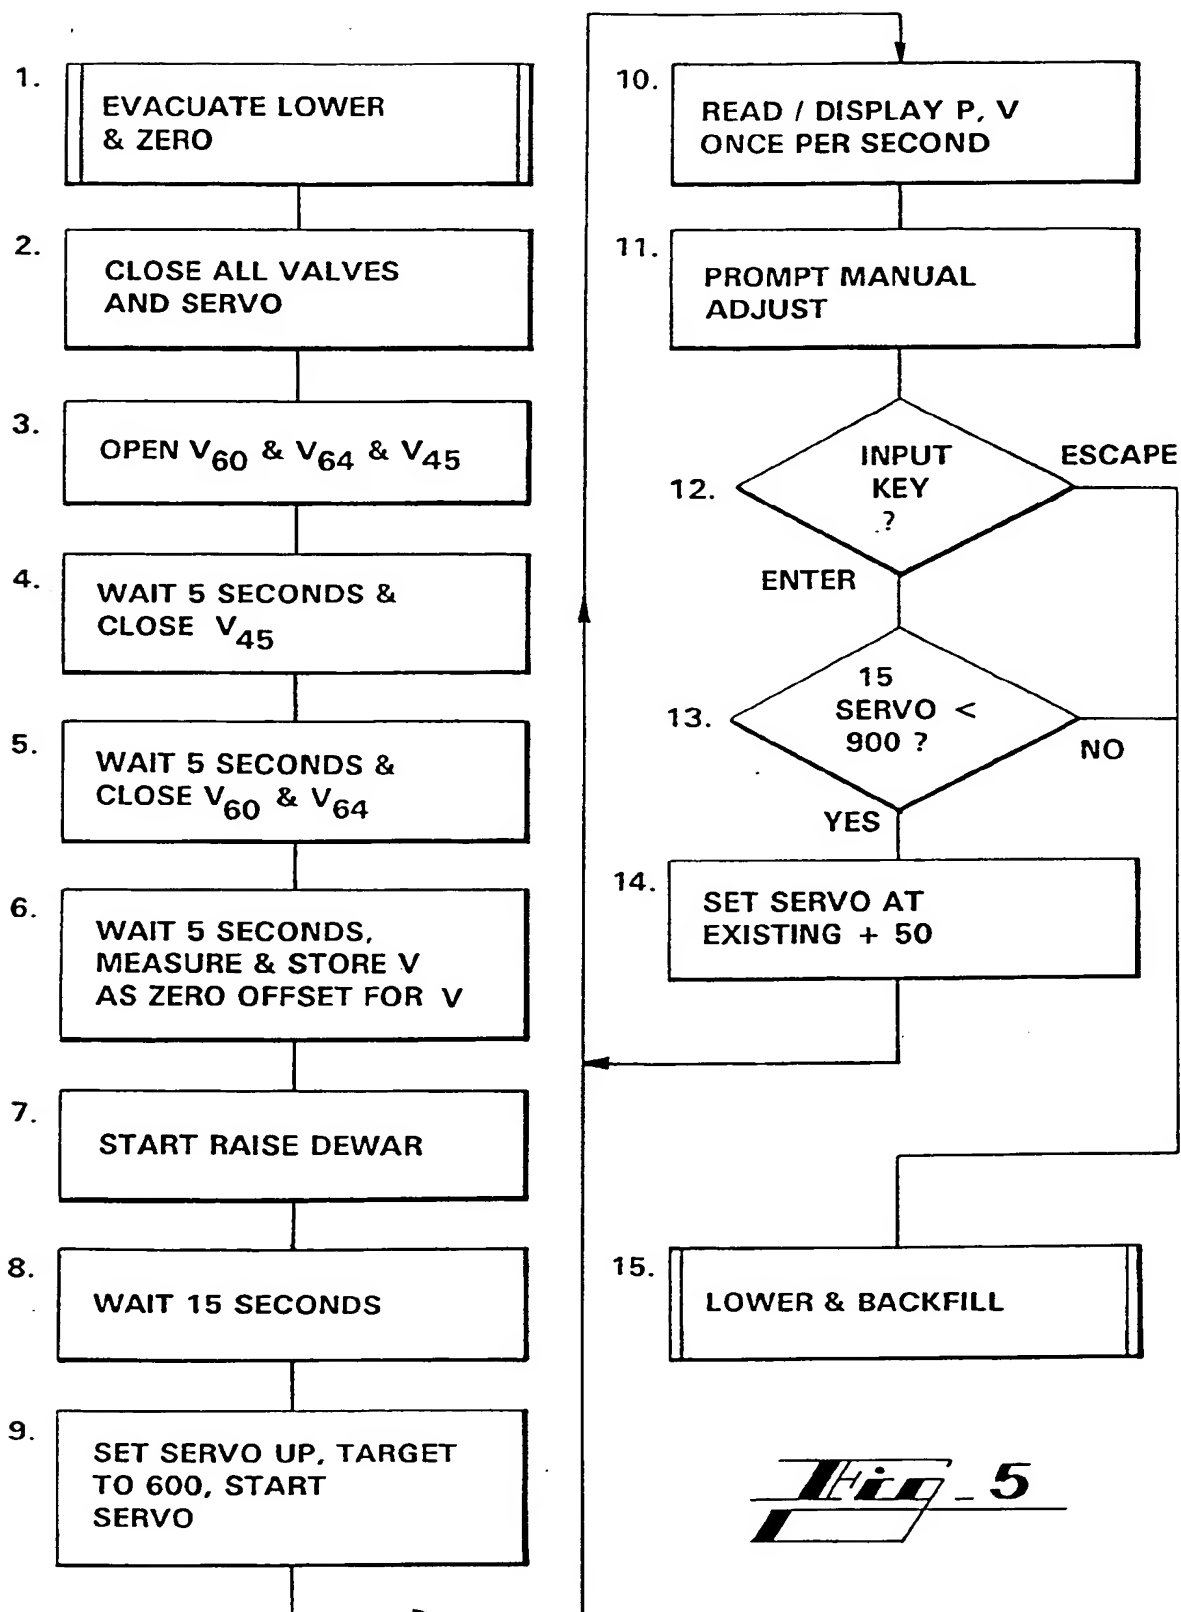 1.
EVACUATE LOWER
& ZERO
2.
CLOSE ALL VALVES
AND SERVO
3.
OPEN V60 & V64 & V45
4.
WAIT 5 SECONDS &
CLOSE V45
5.
WAIT 5 SECONDS &
CLOSE V60 & V64
6.
WAIT 5 SECONDS,
MEASURE & STORE V
AS ZERO OFFSET FOR V
7.
START RAISE DEWAR
8.
WAIT 15 SECONDS
9.
SET SERVO UP, TARGET
TO 600, START
SERVO
10.
READ / DISPLAY P, V
ONCE PER SECOND
11.
PROMPT MANUAL
ADJUST
12.
INPUT
KEY
?
ESCAPE
ENTER
13.
15
SERVO <
900 ?
NO
YES
14.
SET SERVO AT
EXISTING + 50
15.
LOWER & BACKFILL
Fig_5